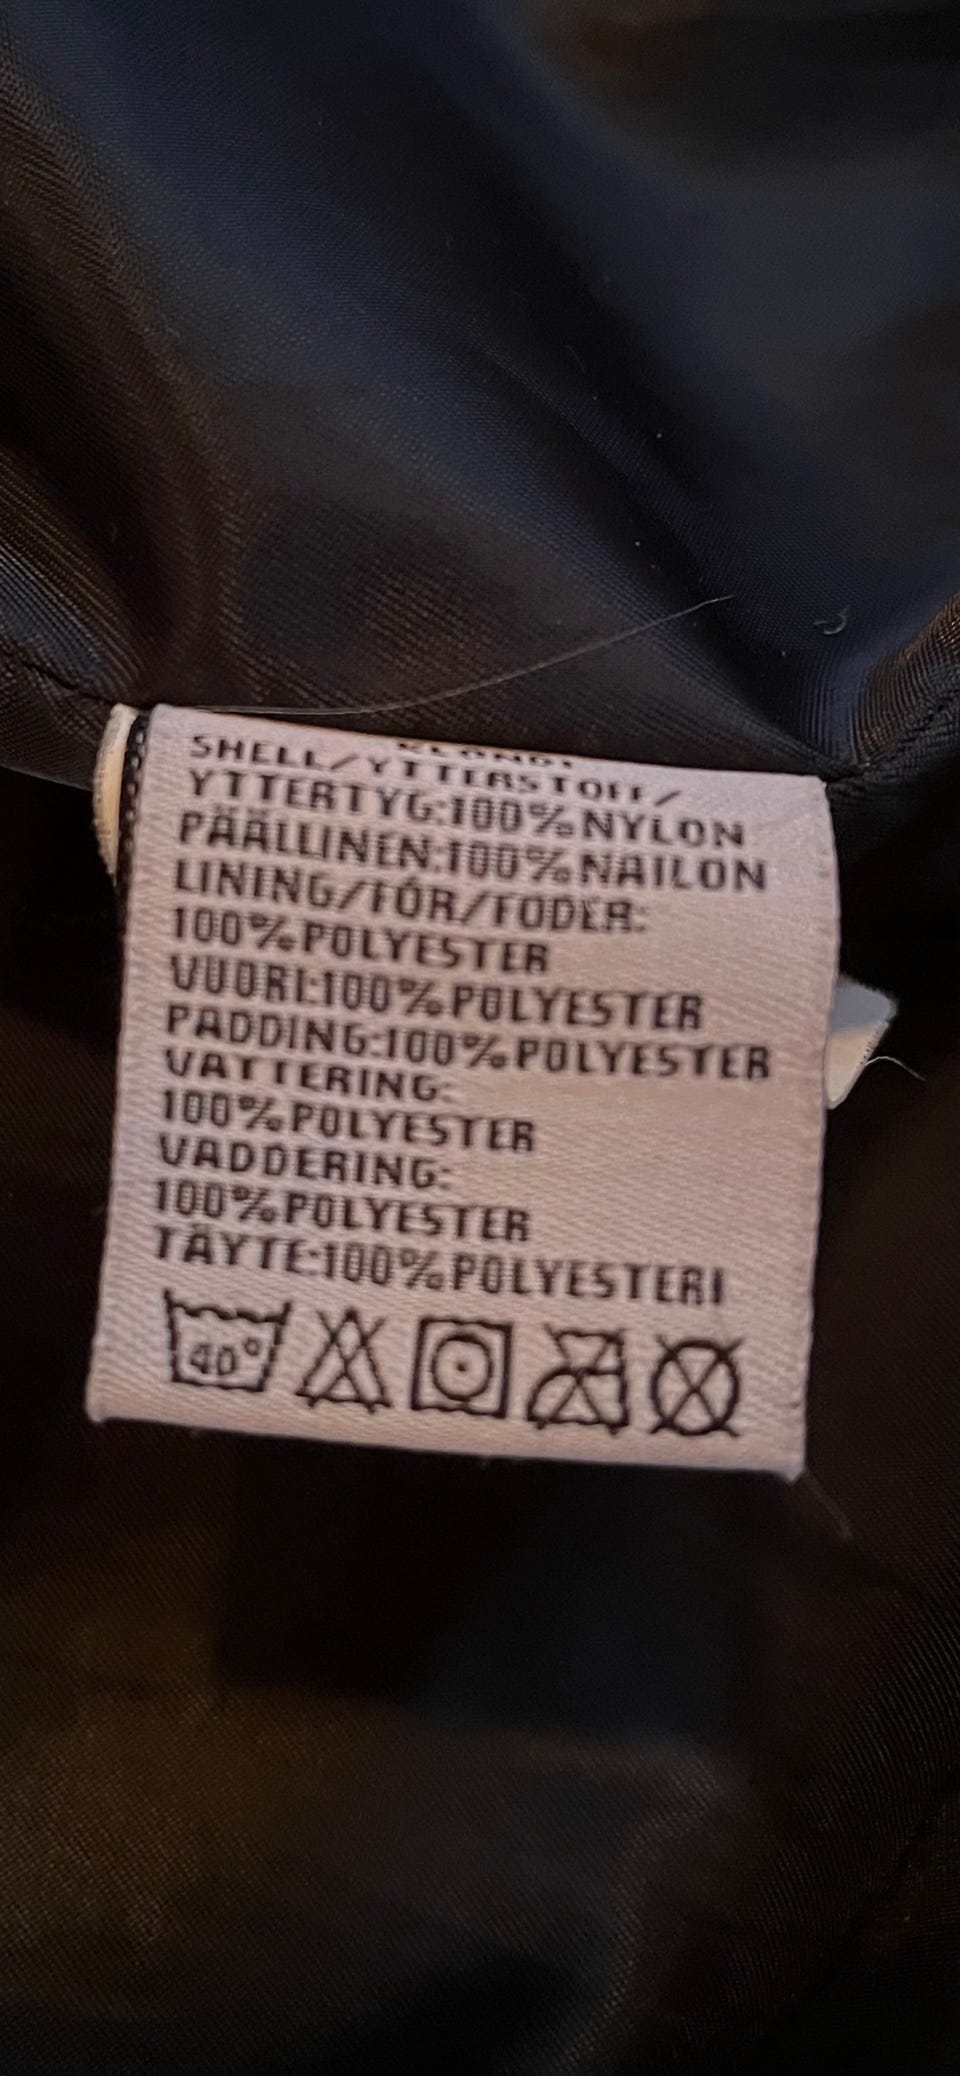 SHELL/YTTERSTOFF/
YTTERTYG:100%NYLON
PÄÄLLINEN:100%NAILON
LINING/FÓR/FODER:
100%POLYESTER
VUORI:100%POLYESTER
PADDING:100%POLYESTER
VATTERING:
100%POLYESTER
VADDERING:
100%POLYESTER
TÄYTE:100%POLYESTERI
40°